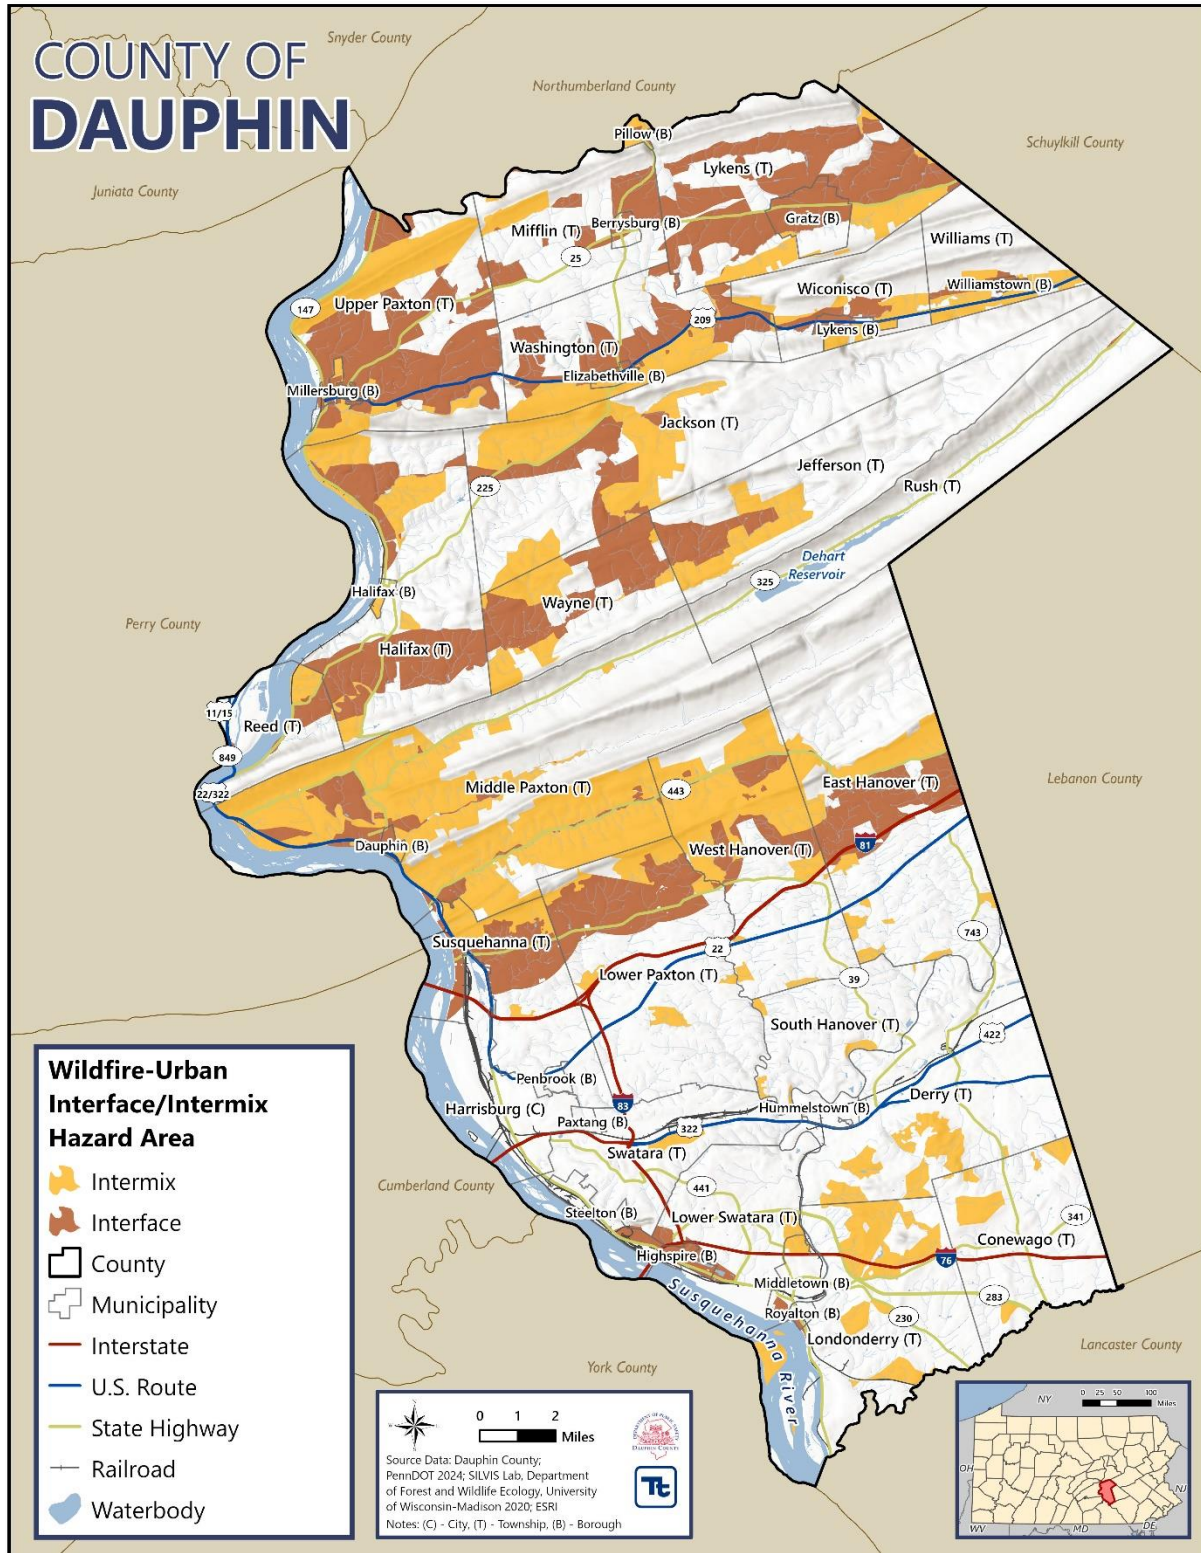 COUNTY OF
DAUPHIN
Snyder County
Northumberland County
Schuylkill County
Juniata County
Pillow (B)
Lykens (T)
Berrysburg (B)
Gratz (B)
Mifflin (T)
Williams (T)
25
Wiconisco (T)
Williamstown (B)
147
Upper Paxton (T)
209
Lykens (B)
Washington (T)
Elizabethville (B)
Millersburg (B)
Jackson (T)
Jefferson (T)
225
Rush (T)
Dehart
Reservoir
325
Halifax (B)
Wayne (T)
Perry County
Halifax (T)
11/15
Reed (T)
849
22/322
Middle Paxton (T)
443
East Hanover (T)
Lebanon County
Dauphin (B)
West Hanover (T)
81
743
Susquehanna (T)
22
Lower Paxton (T)
39
South Hanover (T)
422
Penbrook (B)
Harrisburg (C)
83
Hummelstown (B)
Derry (T)
Paxtang (B)
322
Swatara (T)
Cumberland County
441
Steelton (B)
Lower Swatara (T)
341
Highspire (B)
Conewago (T)
76
Middletown (B)
283
Royalton (B)
230
Londonderry (T)
Susquehanna River
York County
Lancaster County
Wildfire-Urban
Interface/Intermix
Hazard Area
Intermix
Interface
County
Municipality
Interstate
U.S. Route
State Highway
Railroad
Waterbody
0 1 2
Miles
DAUPHIN COUNTY
Source Data: Dauphin County;
PennDOT 2024; SILVIS Lab, Department
of Forest and Wildlife Ecology, University
of Wisconsin-Madison 2020; ESRI
Notes: (C) - City, (T) - Township, (B) - Borough
Tt
0 25 50 100
Miles
NY
OH
NJ
WV
MD
DE